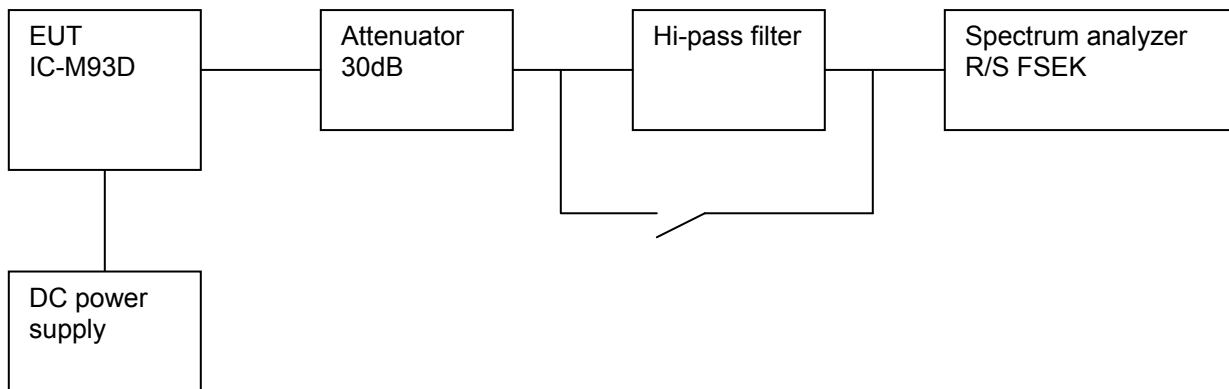 EUT
IC-M93D
Attenuator
30dB
Hi-pass filter
Spectrum analyzer
R/S FSEK
DC power
supply